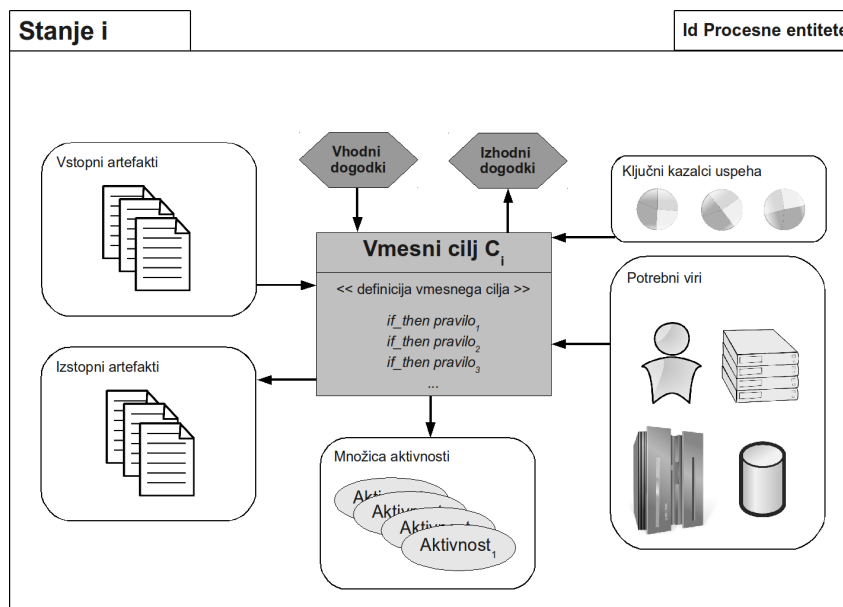 Stanje i
Id Procesne entitete
Vstopni artefakti
Vhodni
dogodki
Izhodni
dogodki
Ključni kazalci uspeha
Vmesni cilj Ci
<< definicija vmesnega cilja >>
if_then pravilo1
if_then pravilo2
if_then pravilo3
...
Potrebni viri
Izstopni artefakti
Množica aktivnosti
Aktivnost1